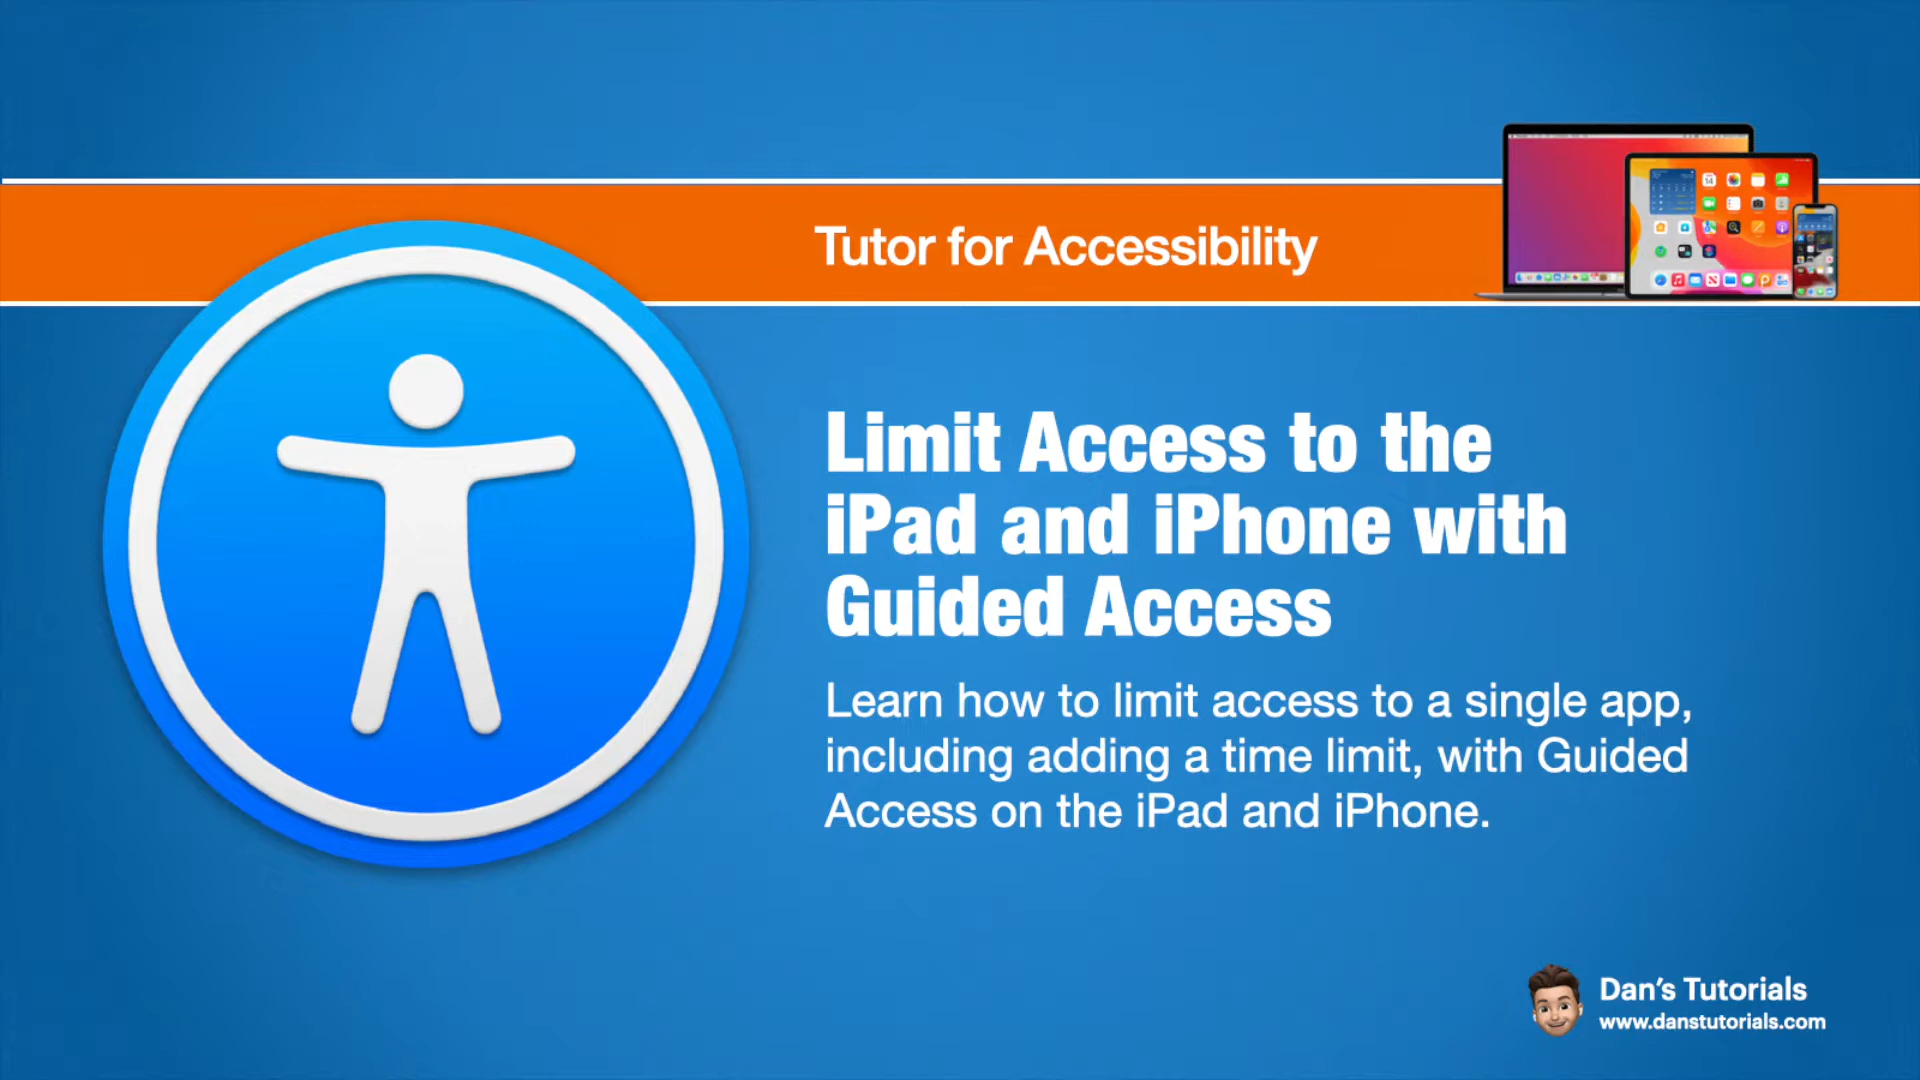 Tutor for Accessibility
Limit Access to the
iPad and iPhone with
Guided Access
Learn how to limit access to a single app,
including adding a time limit, with Guided
Access on the iPad and iPhone.
Dan's Tutorials
www.danstutorials.com